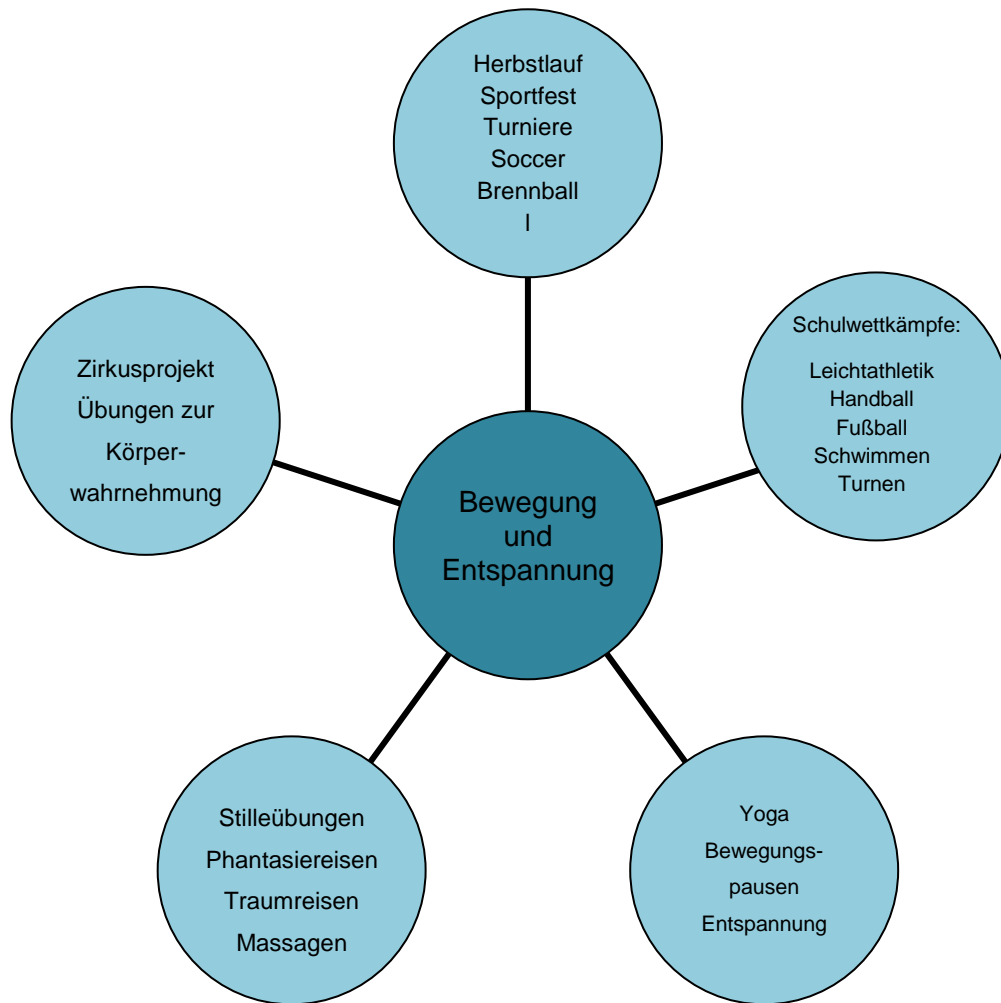 Herbstlauf
Sportfest
Turniere
Soccer
Brennball
l
Schulwettkämpfe:
Leichtathletik
Handball
Fußball
Schwimmen
Turnen
Zirkusprojekt
Übungen zur
Körper-
wahrnehmung
Bewegung
und
Entspannung
Stilleübungen
Phantasiereisen
Traumreisen
Massagen
Yoga
Bewegungs-
pausen
Entspannung